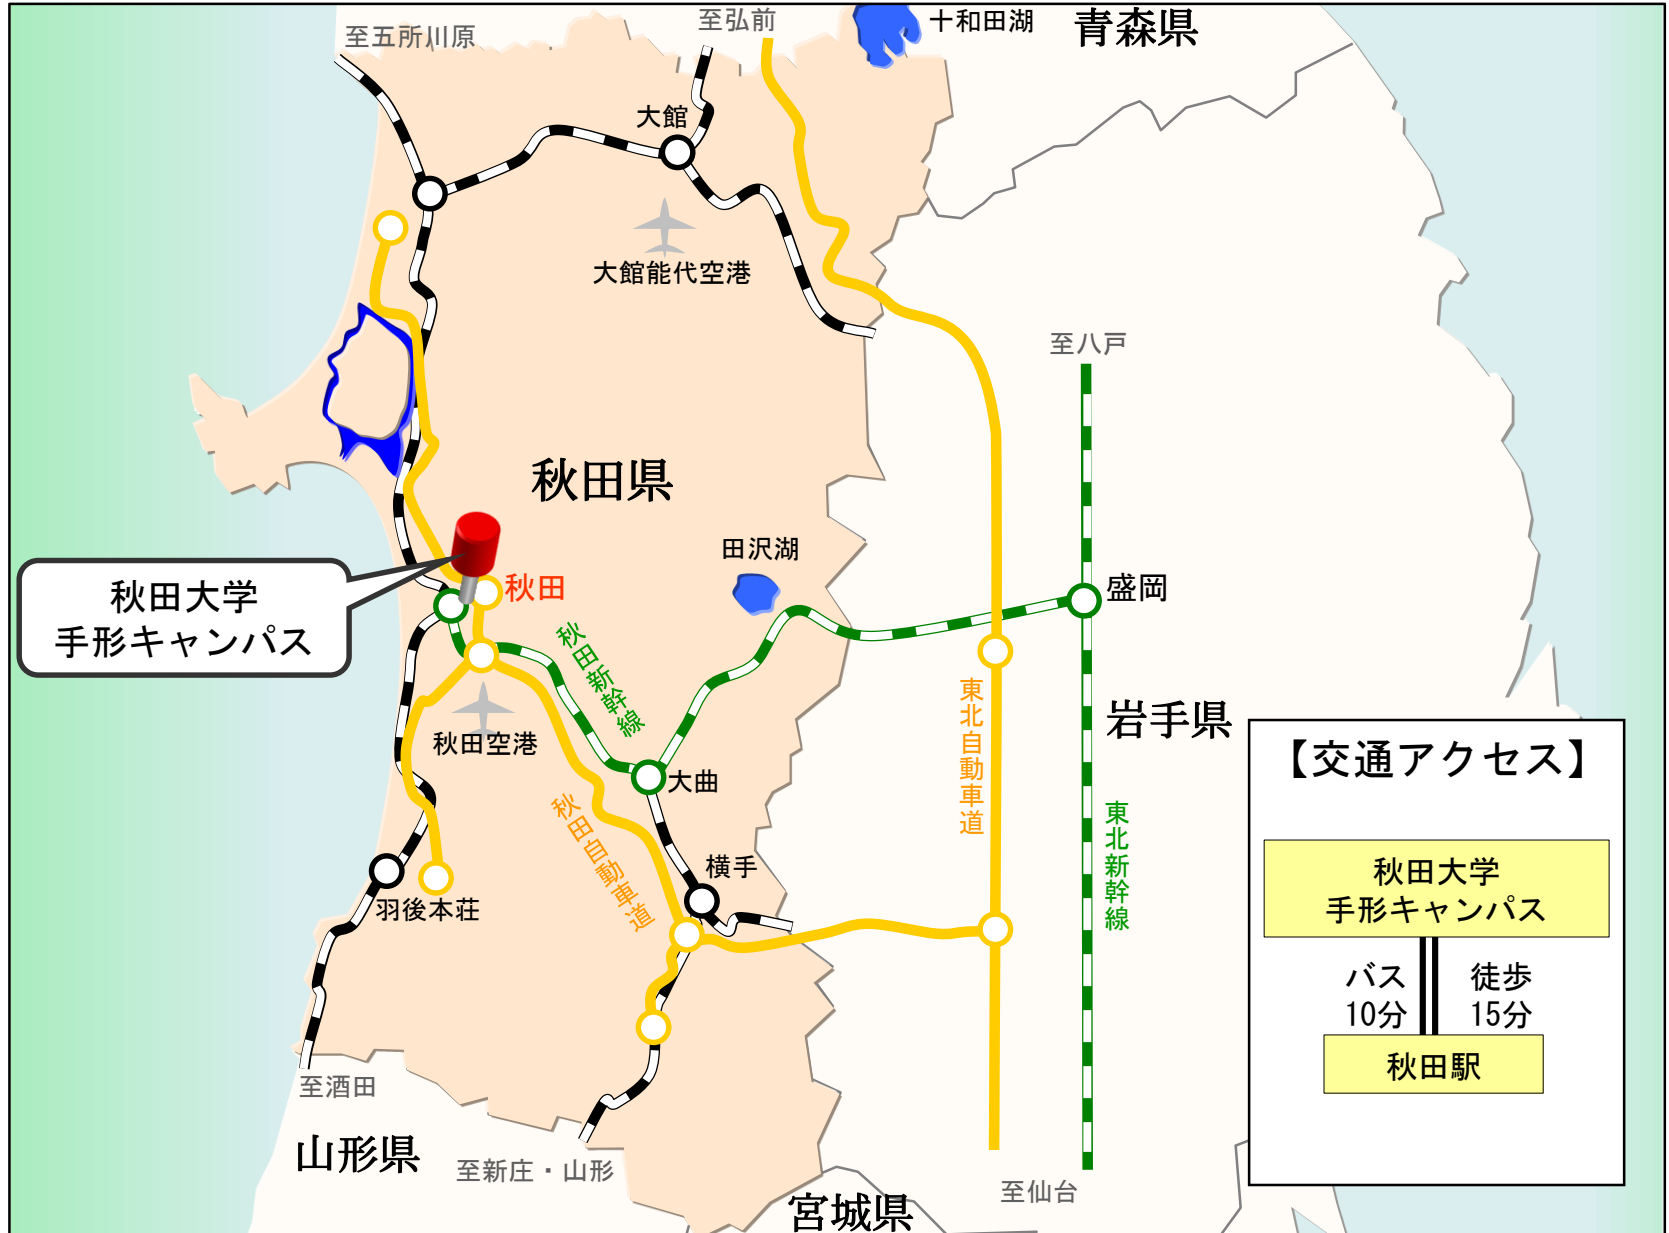 至五所川原
至弘前
十和田湖
青森県
大館
大館能代空港
至八戸
秋田県
田沢湖
秋田
盛岡
秋田大学
手形キャンパス
秋田新幹線
東北自動車道
岩手県
秋田空港
大曲
秋田自動車道
東北新幹線
横手
羽後本荘
【交通アクセス】
秋田大学
手形キャンパス
バス 徒歩
10分 15分
秋田駅
至酒田
山形県
至新庄・山形
至仙台
宮城県